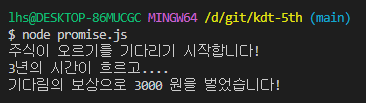 lhs@DESKTOP-86MUCGC MINGW64 /d/git/kdt-5th (main)
$ node promise.js
주식이 오르기를 기다리기 시작합니다!
3년의 시간이 흐르고....
기다림의 보상으로 3000 원을 벌었습니다!